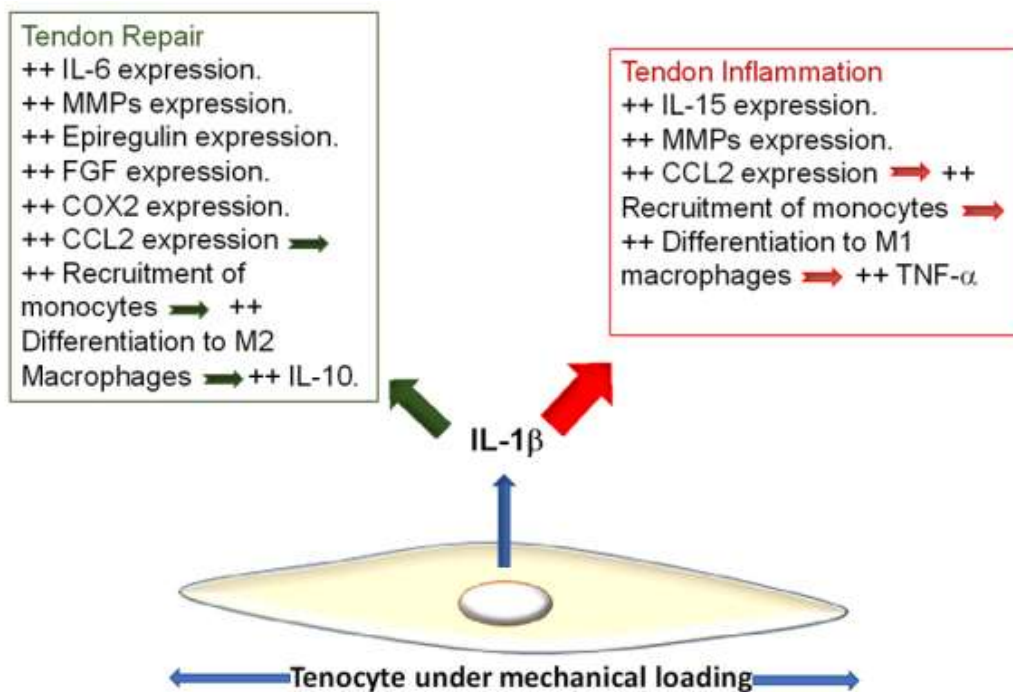 Tendon Repair
++ IL-6 expression.
++ MMPs expression.
++ Epiregulin expression.
++ FGF expression.
++ COX2 expression.
++ CCL2 expression
++ Recruitment of
monocytes ++
Differentiation to M2
Macrophages ++ IL-10.
Tendon Inflammation
++ IL-15 expression.
++ MMPs expression.
++ CCL2 expression ++
Recruitment of monocytes
++ Differentiation to M1
macrophages ++ TNF-α
IL-1β
Tenocyte under mechanical loading